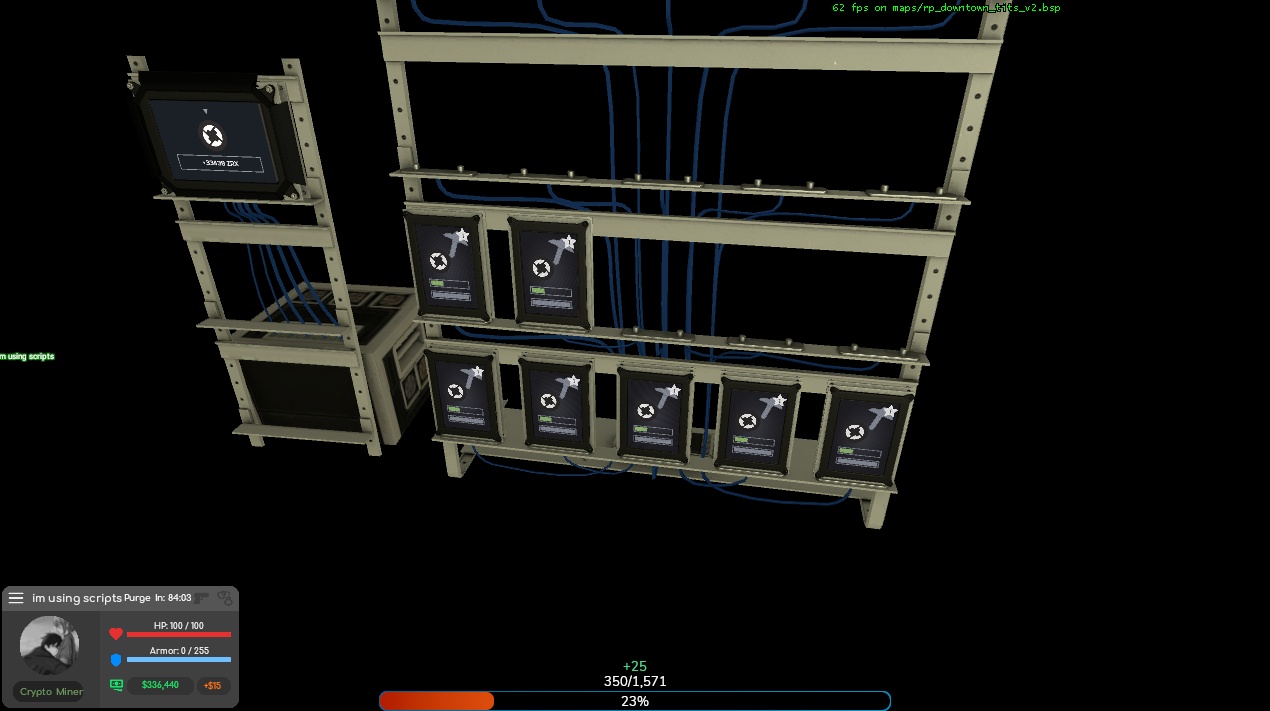 62 fps on maps/rp_downtown_tits_v2.bsp
m using scripts
im using scripts Purge In: 84:03
HP: 100 / 100
Armor: 0 / 255
$336,440
+$15
Crypto Miner
+25
350/1,571
23%